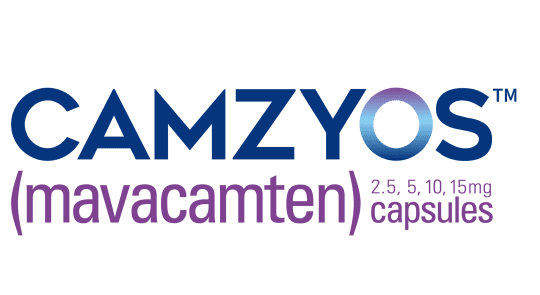 CAMZYOS™
(mavacamten) 2.5, 5, 10, 15mg
capsules